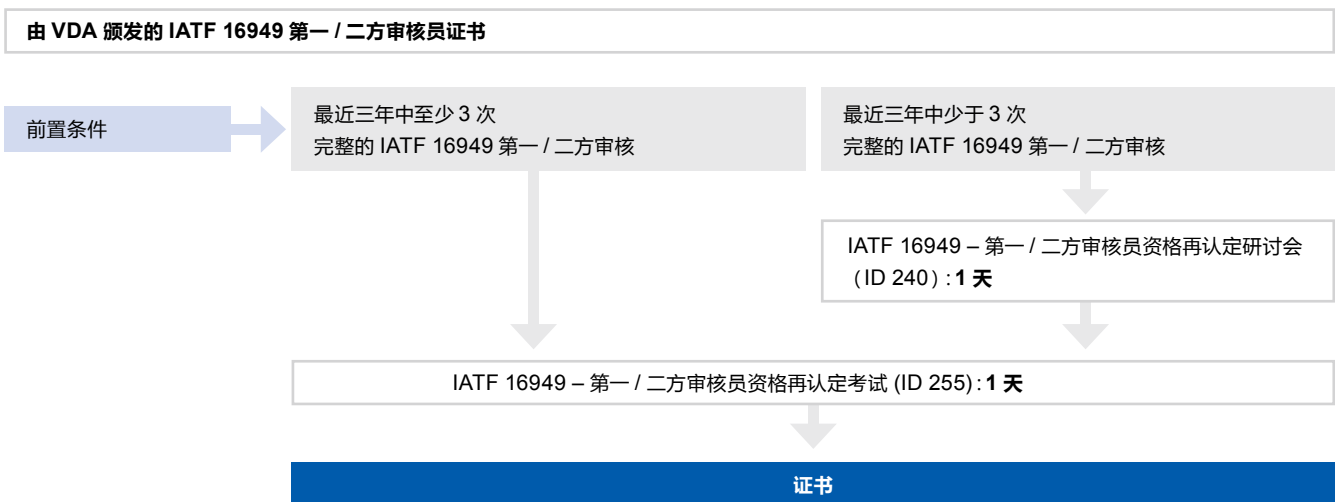 由 VDA 颁发的 IATF 16949 第一 / 二方审核员证书
前置条件
最近三年中至少 3 次
完整的 IATF 16949 第一 / 二方审核
最近三年中少于 3 次
完整的 IATF 16949 第一 / 二方审核
IATF 16949 – 第一 / 二方审核员资格再认定研讨会
（ID 240）: 1 天
IATF 16949 – 第一 / 二方审核员资格再认定考试 (ID 255) : 1 天
证书